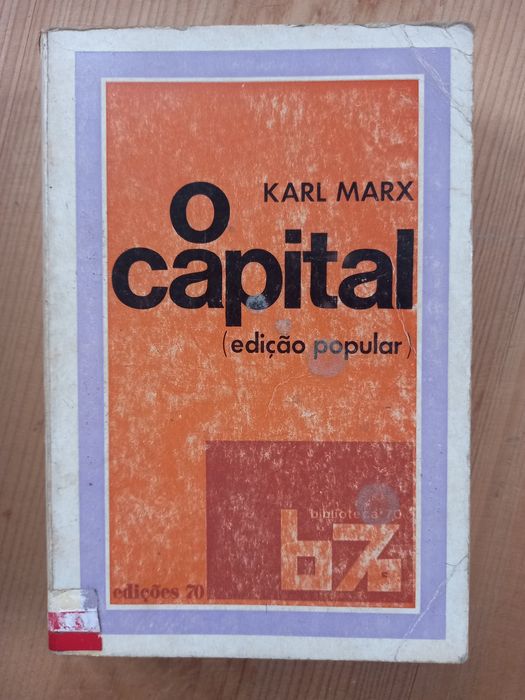 KARL MARX
o
capital
(edição popular)
biblioteca 70
b70
edições 70